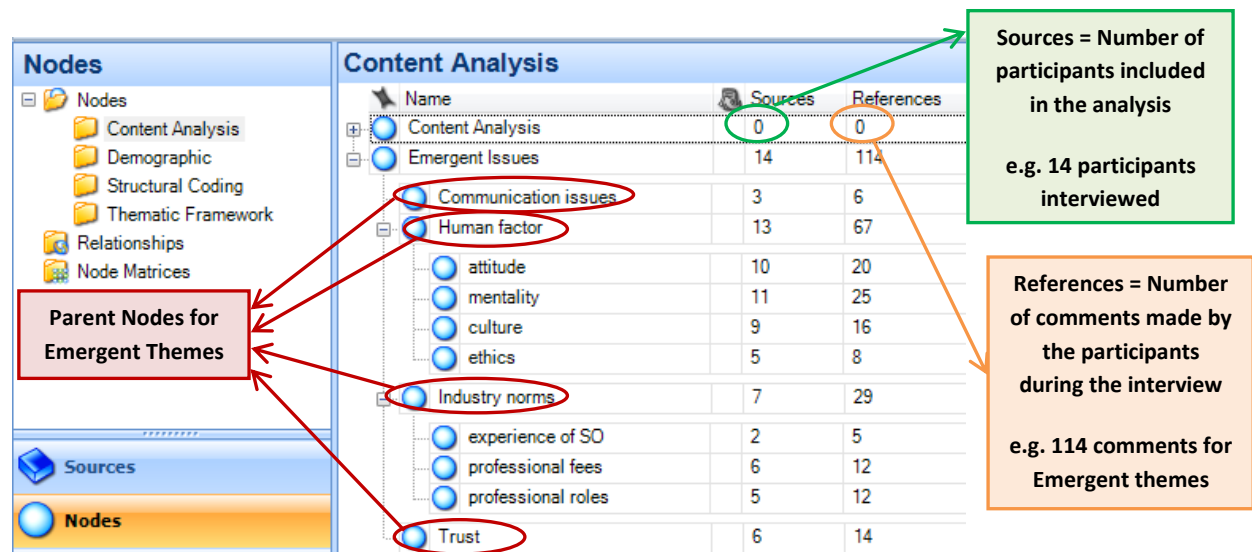 Nodes
Nodes
Content Analysis
Demographic
Structural Coding
Thematic Framework
Relationships
Node Matrices
Parent Nodes for
Emergent Themes
Sources
Nodes
Content Analysis
Name Sources References
Content Analysis 0 0
Emergent Issues 14 114
Communication issues 3 6
Human factor 13 67
attitude 10 20
mentality 11 25
culture 9 16
ethics 5 8
Industry norms 7 29
experience of SO 2 5
professional fees 6 12
professional roles 5 12
Trust 6 14
Sources = Number of
participants included
in the analysis
e.g. 14 participants
interviewed
References = Number
of comments made by
the participants
during the interview
e.g. 114 comments for
Emergent themes